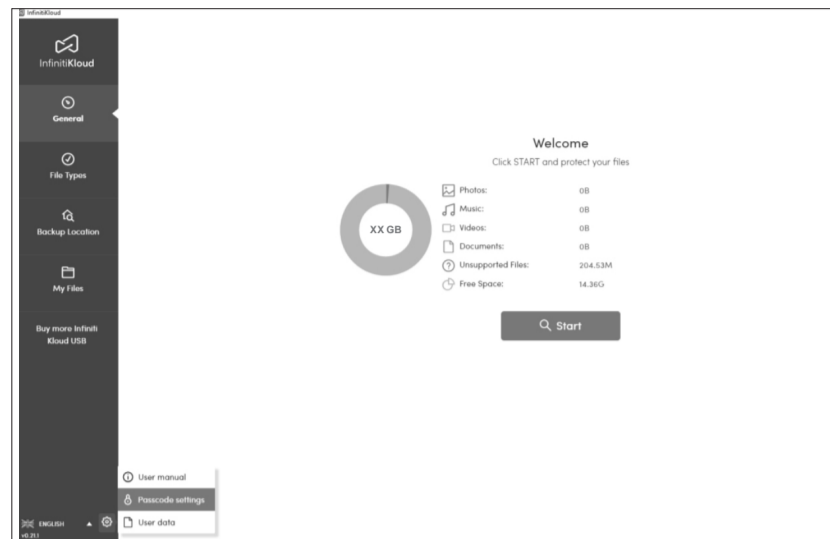 InfinitiKloud
InfinitiKloud
General
File Types
Backup Location
My Files
Buy more Infiniti
Kloud USB
ENGLISH
v0.21.1
User manual
Passcode settings
User data
Welcome
Click START and protect your files
XX GB
Photos: 0B
Music: 0B
Videos: 0B
Documents: 0B
Unsupported Files: 204.53M
Free Space: 14.36G
Start